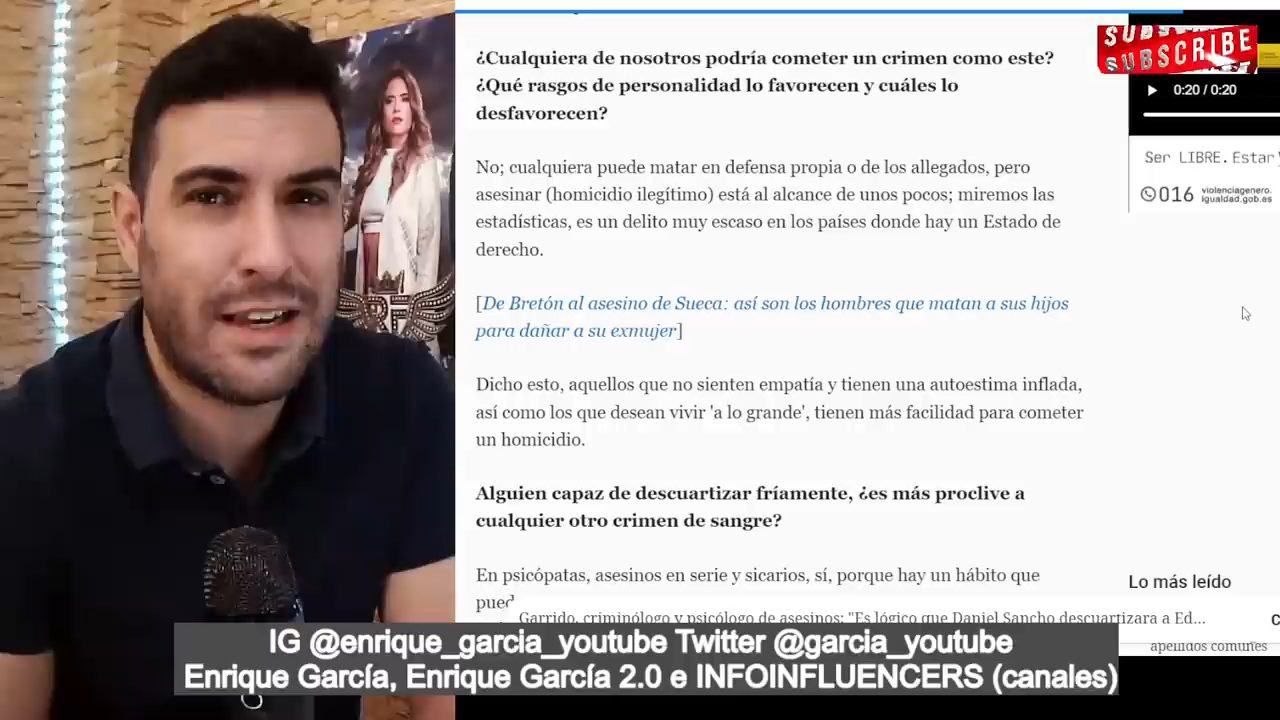 ¿Cualquiera de nosotros podría cometer un crimen como este?
¿Qué rasgos de personalidad lo favorecen y cuáles lo
desfavorecen?
No; cualquiera puede matar en defensa propia o de los allegados, pero
asesinar (homicidio ilegítimo) está al alcance de unos pocos; miremos las
estadísticas, es un delito muy escaso en los países donde hay un Estado de
derecho.
[De Bretón al asesino de Sueca: así son los hombres que matan a sus hijos
para dañar a su exmujer]
Dicho esto, aquellos que no sienten empatía y tienen una autoestima inflada,
así como los que desean vivir 'a lo grande', tienen más facilidad para cometer
un homicidio.
Alguien capaz de descuartizar fríamente, ¿es más proclive a
cualquier otro crimen de sangre?
En psicópatas, asesinos en serie y sicarios, sí, porque hay un hábito que
Garrido, criminólogo y psicólogo de asesinos: "Es lógico que Daniel Sancho descuartizara a Ed...
SUBSCRIBE
0:20 / 0:20
Ser LIBRE. Estar
016 violenciagenero.
igualdad.gob.es
Lo más leído
apellidos comunes
IG @enrique_garcia_youtube Twitter @garcia_youtube
Enrique García, Enrique García 2.0 e INFOINFLUENCERS (canales)